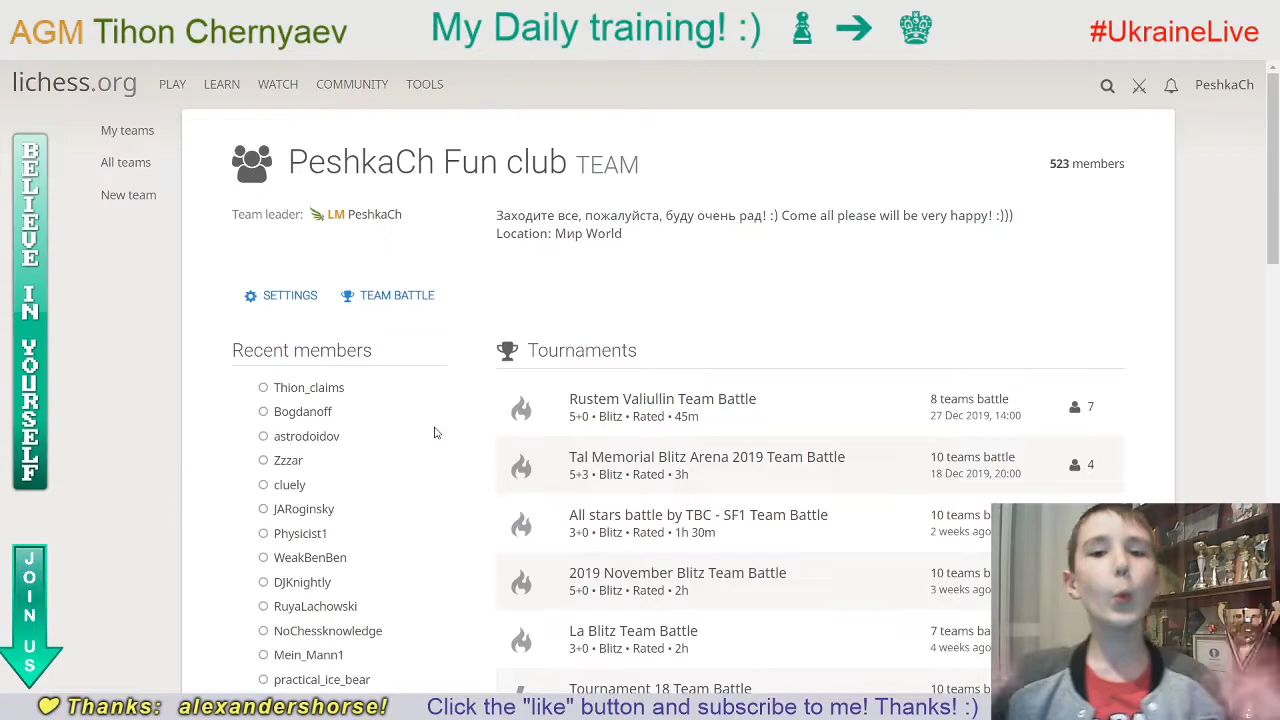 AGM Tihon Chernyaev
My Daily training! :)
#UkraineLive
lichess.org
PLAY
LEARN
WATCH
COMMUNITY
TOOLS
PeshkaCh
BELIEVE IN YOURSELF
JOIN US
My teams
All teams
New team
PeshkaCh Fun club TEAM
523 members
Team leader: LM PeshkaCh
Заходите все, пожалуйста, буду очень рад! :) Come all please will be very happy! :)))
Location: Мир World
SETTINGS
TEAM BATTLE
Recent members
Thion_claims
Bogdanoff
astrodoidov
Zzzar
cluely
JARoginsky
Physicist1
WeakBenBen
DJKnightly
RuyaLachowski
NoChessknowledge
Mein_Mann1
practical_ice_bear
Tournaments
Rustem Valiullin Team Battle
5+0 • Blitz • Rated • 45m
8 teams battle
27 Dec 2019, 14:00
7
Tal Memorial Blitz Arena 2019 Team Battle
5+3 • Blitz • Rated • 3h
10 teams battle
18 Dec 2019, 20:00
4
All stars battle by TBC - SF1 Team Battle
3+0 • Blitz • Rated • 1h 30m
10 teams b
2 weeks ago
2019 November Blitz Team Battle
5+0 • Blitz • Rated • 2h
10 teams b
3 weeks ago
La Blitz Team Battle
3+0 • Blitz • Rated • 2h
7 teams ba
4 weeks ago
Tournament 18 Team Battle
10 teams b
Thanks: alexandershorse!
Click the "like" button and subscribe to me! Thanks! :)